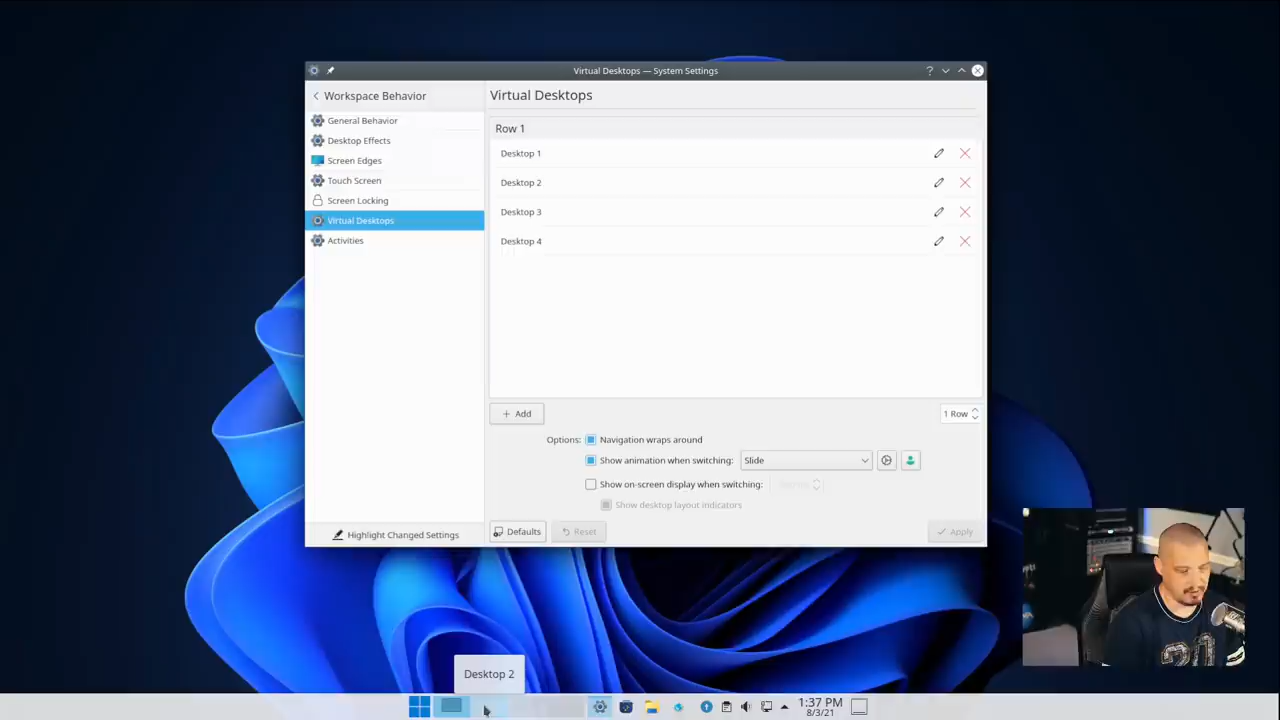 Virtual Desktops — System Settings
Workspace Behavior
General Behavior
Desktop Effects
Screen Edges
Touch Screen
Screen Locking
Virtual Desktops
Activities
Highlight Changed Settings
Virtual Desktops
Row 1
Desktop 1
Desktop 2
Desktop 3
Desktop 4
+ Add
1 Row
Options: Navigation wraps around
Show animation when switching: Slide
Show on-screen display when switching:
Show desktop layout indicators
Defaults
Reset
Apply
Desktop 2
1:37 PM
8/3/21